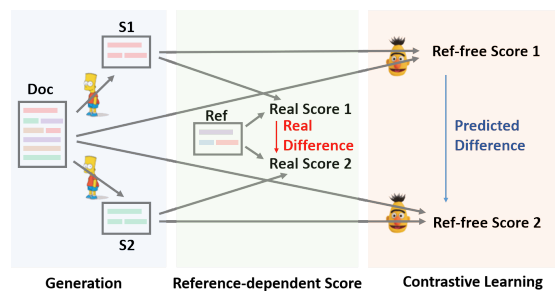 S1
Doc
Ref
Real Score 1
Real
Difference
Real Score 2
S2
Ref-free Score 1
Predicted
Difference
Ref-free Score 2
Generation
Reference-dependent Score
Contrastive Learning